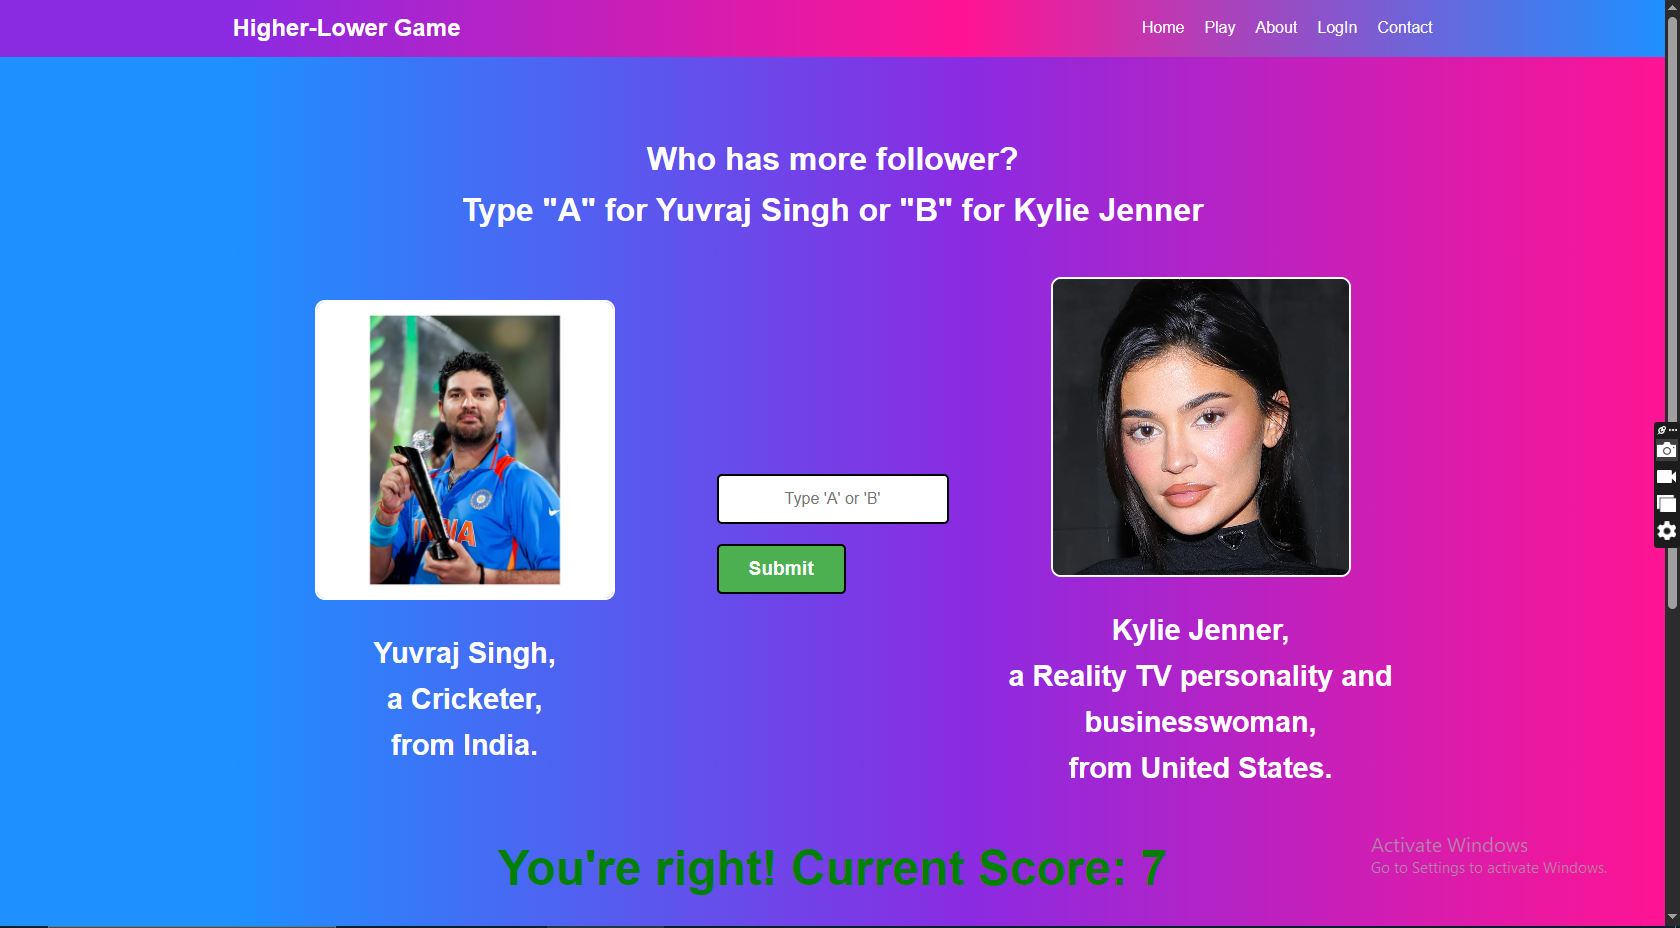 Higher-Lower Game
Home Play About LogIn Contact
Who has more follower?
Type "A" for Yuvraj Singh or "B" for Kylie Jenner
INDIA
Type 'A' or 'B'
Submit
Yuvraj Singh,
a Cricketer,
from India.
Kylie Jenner,
a Reality TV personality and
businesswoman,
from United States.
You're right! Current Score: 7
Activate Windows
Go to Settings to activate Windows.